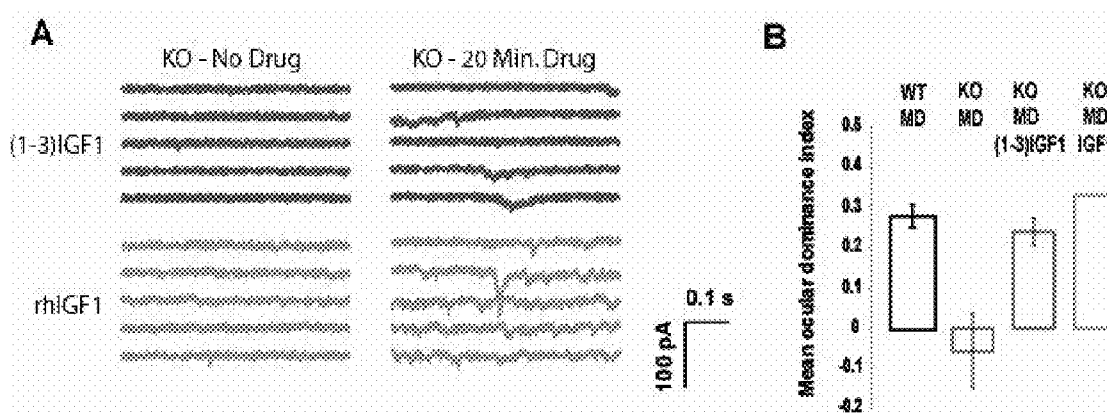 A
KO - No Drug
KO - 20 Min. Drug
(1-3)IGF1
rhIGF1
0.1 s
100 pA
B
WT MD
KO MD
KO MD (1-3)IGF1
KO MD IGF
Mean ocular dominance index
0.5
0.4
0.3
0.2
0.1
0
-0.1
-0.2